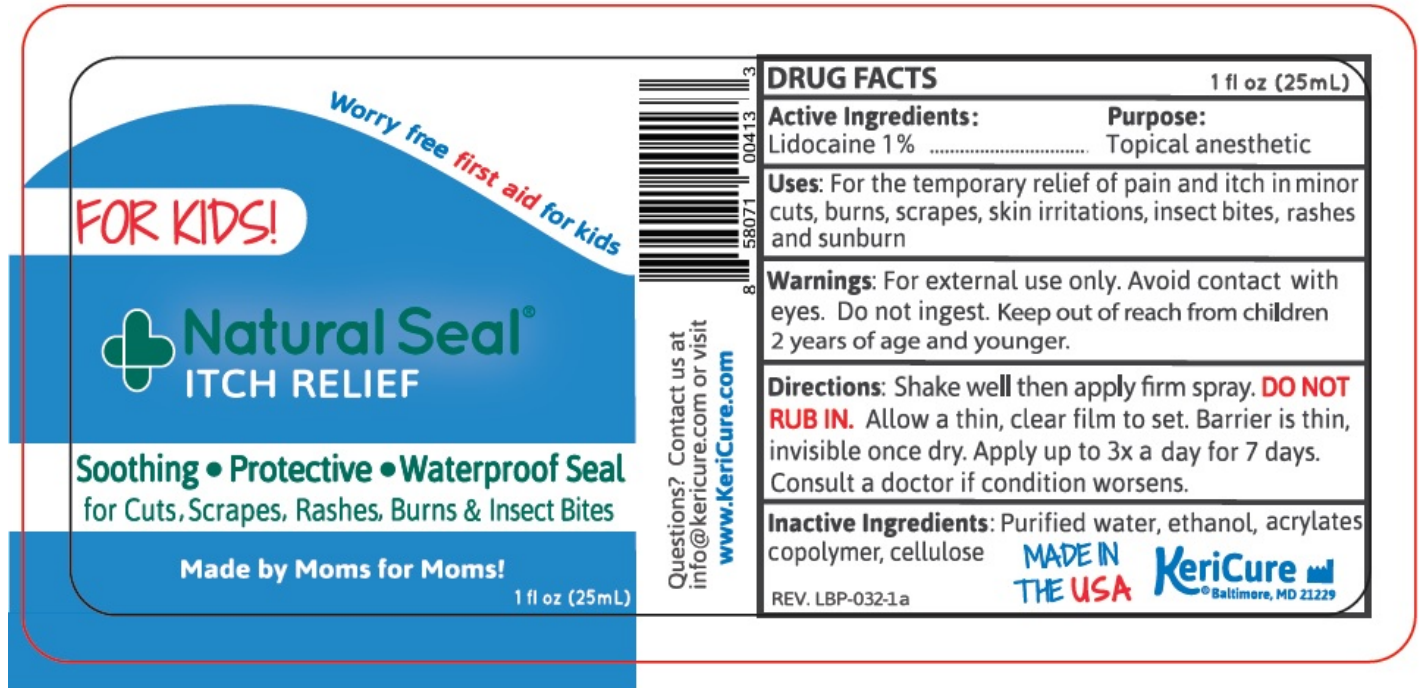 Worry free first aid for kids
FOR KIDS!
Natural Seal®
ITCH RELIEF
Soothing • Protective • Waterproof Seal
for Cuts, Scrapes, Rashes, Burns & Insect Bites
Made by Moms for Moms!
1 fl oz (25mL)
8 58071 00413 3
Questions? Contact us at
info@kericure.com or visit
www.KeriCure.com
DRUG FACTS 1 fl oz (25mL)
Active Ingredients: Purpose:
Lidocaine 1% ................................ Topical anesthetic
Uses: For the temporary relief of pain and itch in minor
cuts, burns, scrapes, skin irritations, insect bites, rashes
and sunburn
Warnings: For external use only. Avoid contact with
eyes. Do not ingest. Keep out of reach from children
2 years of age and younger.
Directions: Shake well then apply firm spray. DO NOT
RUB IN. Allow a thin, clear film to set. Barrier is thin,
invisible once dry. Apply up to 3x a day for 7 days.
Consult a doctor if condition worsens.
Inactive Ingredients: Purified water, ethanol, acrylates
copolymer, cellulose
MADE IN
THE USA
KeriCure
® Baltimore, MD 21229
REV. LBP-032-1a